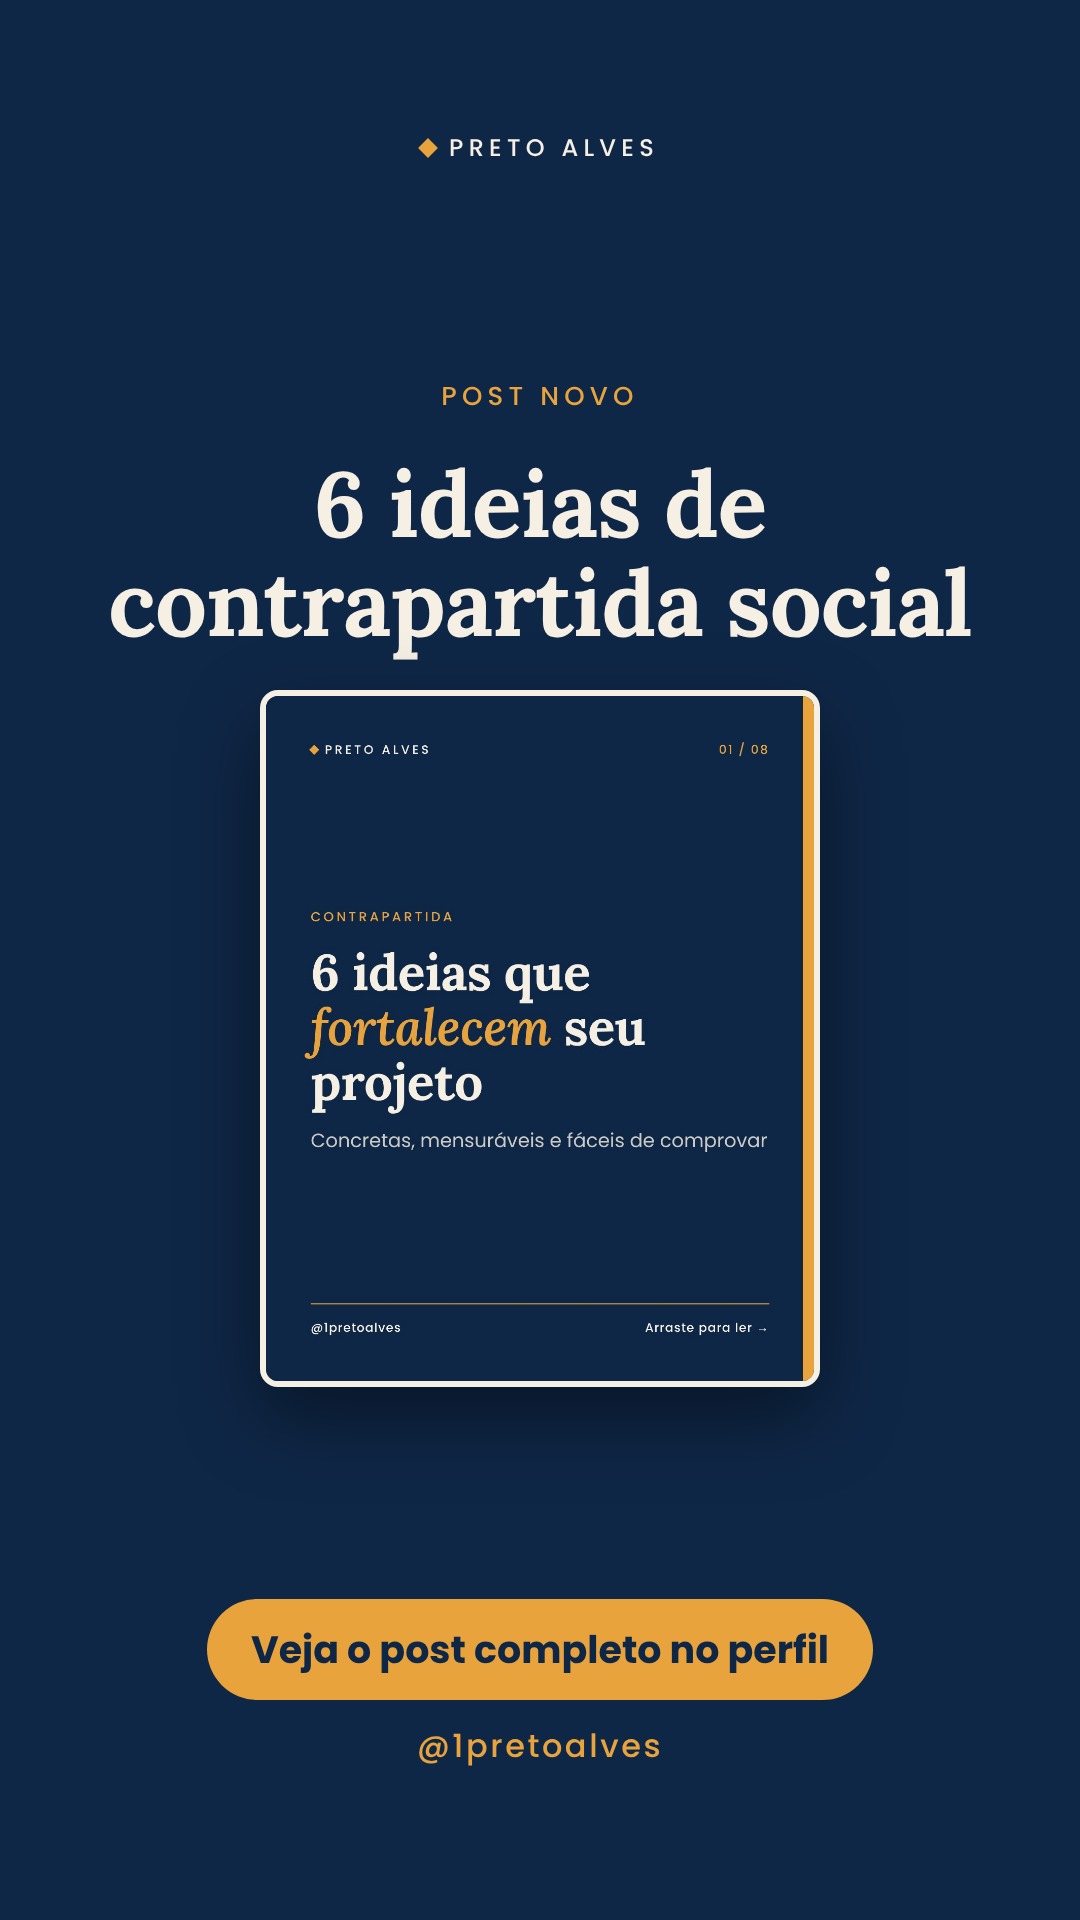 PRETO ALVES
POST NOVO
6 ideias de
contrapartida social
PRETO ALVES
01 / 08
CONTRAPARTIDA
6 ideias que
fortalecem seu
projeto
Concretas, mensuráveis e fáceis de comprovar
@1pretoalves
Arraste para ler →
Veja o post completo no perfil
@1pretoalves